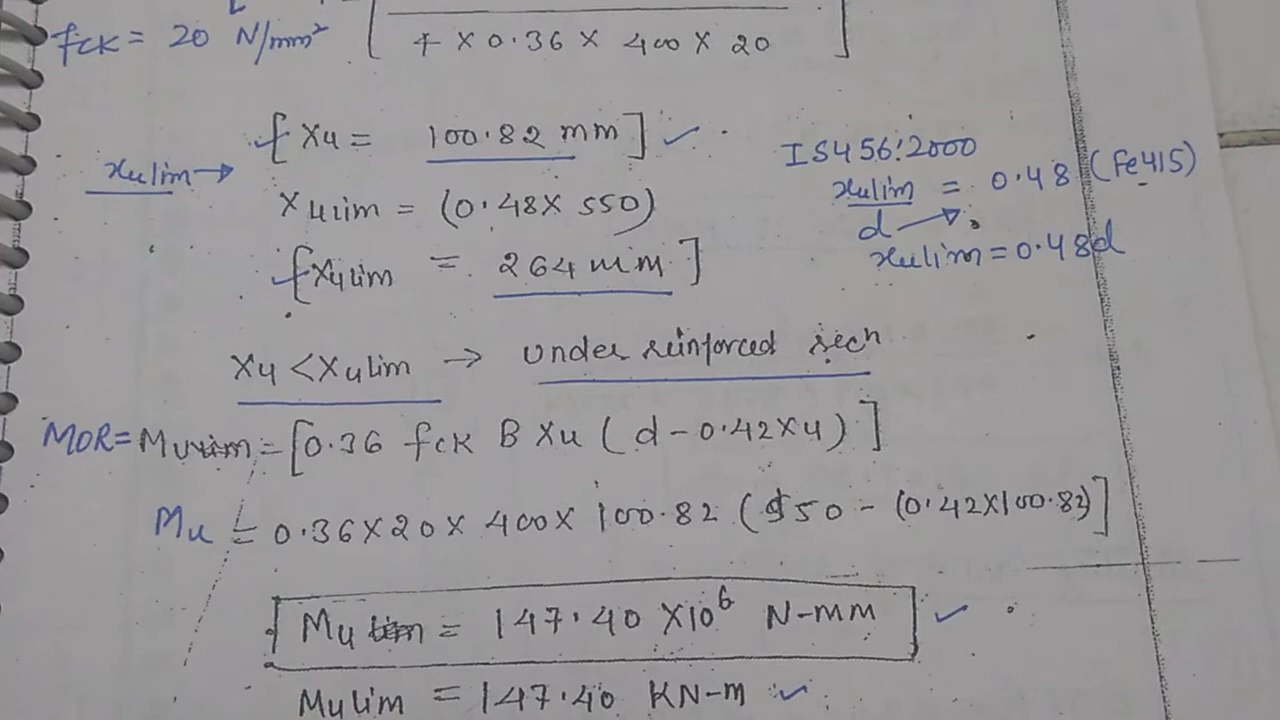 fck = 20 N/mm² [ 4 × 0.36 × 400 × 20 ]
{ Xu = 100.82 mm ] ✓
xulim →
Xulim = (0.48 × 550)
{ Xulim = 264 mm ]
IS456:2000
xulim = 0.48 (Fe415)
d
xulim = 0.48d
Xu < Xulim → Under reinforced secn
MOR = Mulim = [0.36 fck B Xu ( d - 0.42 Xu ) ]
Mu = 0.36 × 20 × 400 × 100.82 ( 550 - (0.42 × 100.82) ]
{ Mu lim = 147.40 × 10⁶ N-mm ✓
Mulim = 147.40 KN-m ✓